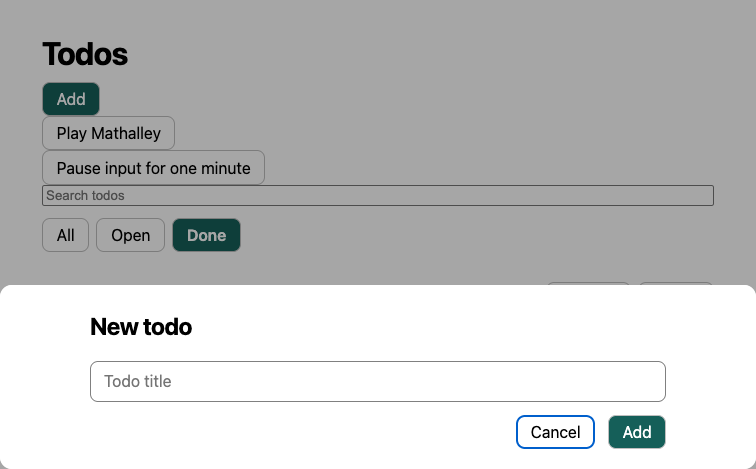 Todos
Add
Play Mathalley
Pause input for one minute
Search todos
All Open Done
New todo
Todo title
Cancel Add